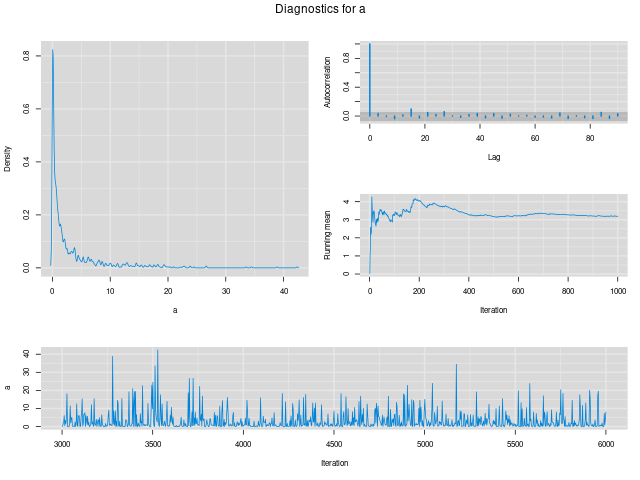 Diagnostics for a
Density
0.0 0.2 0.4 0.6 0.8
0 10 20 30 40
a
Autocorrelation
0.0 0.4 0.8
0 20 40 60 80
Lag
Running mean
0 1 2 3 4
0 200 400 600 800 1000
Iteration
a
0 10 20 30 40
3000 3500 4000 4500 5000 5500 6000
Iteration